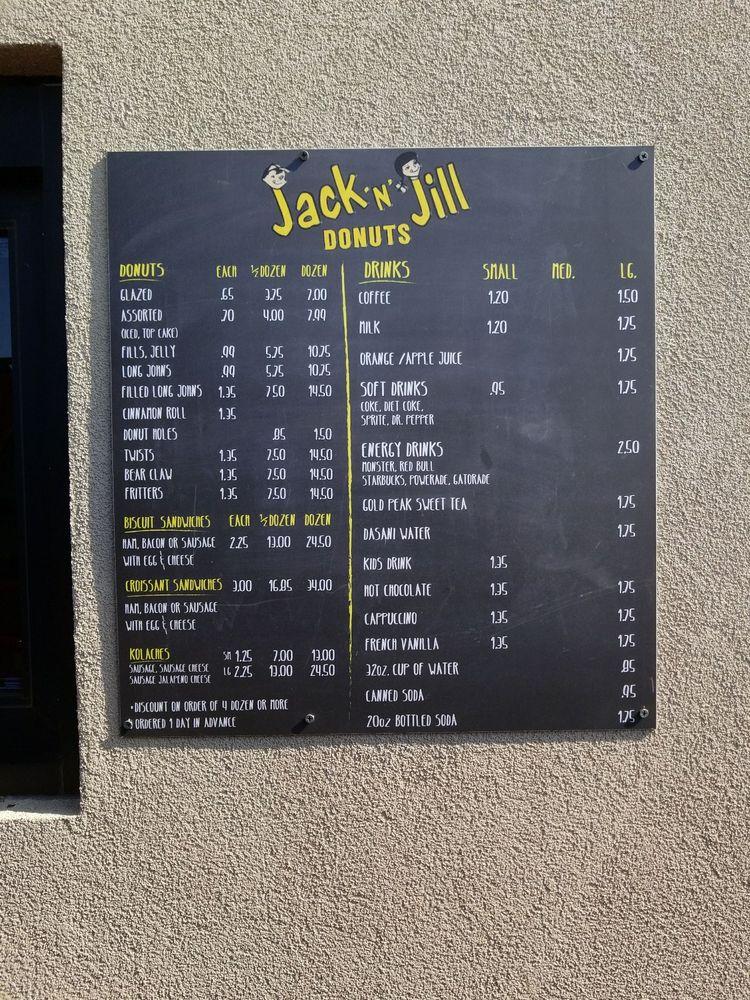 Jack 'N' Jill
DONUTS
DONUTS EACH ½ DOZEN DOZEN
GLAZED .65 3.75 7.00
ASSORTED .70 4.00 7.99
(ICED, TOP CAKE)
FILLS, JELLY .99 5.75 10.75
LONG JOHNS .99 5.75 10.75
FILLED LONG JOHNS 1.35 7.50 14.50
CINNAMON ROLL 1.35
DONUT HOLES .85 1.50
TWISTS 1.35 7.50 14.50
BEAR CLAW 1.35 7.50 14.50
FRITTERS 1.35 7.50 14.50
BISCUIT SANDWICHES EACH ½ DOZEN DOZEN
HAM, BACON OR SAUSAGE 2.25 13.00 24.50
WITH EGG & CHEESE
CROISSANT SANDWICHES 3.00 16.85 34.00
HAM, BACON OR SAUSAGE
WITH EGG & CHEESE
KOLACHES SM 1.25 7.00 13.00
SAUSAGE, SAUSAGE CHEESE LG 2.25 13.00 24.50
SAUSAGE JALAPENO CHEESE
•DISCOUNT ON ORDER OF 4 DOZEN OR MORE
ORDERED 1 DAY IN ADVANCE
DRINKS SMALL MED. LG.
COFFEE 1.20 1.50
MILK 1.20 1.75
ORANGE /APPLE JUICE 1.75
SOFT DRINKS .95 1.75
COKE, DIET COKE,
SPRITE, DR. PEPPER
ENERGY DRINKS 2.50
MONSTER, RED BULL
STARBUCKS, POWERADE, GATORADE
GOLD PEAK SWEET TEA 1.75
DASANI WATER 1.75
KIDS DRINK 1.35
HOT CHOCOLATE 1.35 1.75
CAPPUCCINO 1.35 1.75
FRENCH VANILLA 1.35 1.75
32oz. CUP OF WATER .85
CANNED SODA .95
20oz BOTTLED SODA 1.75